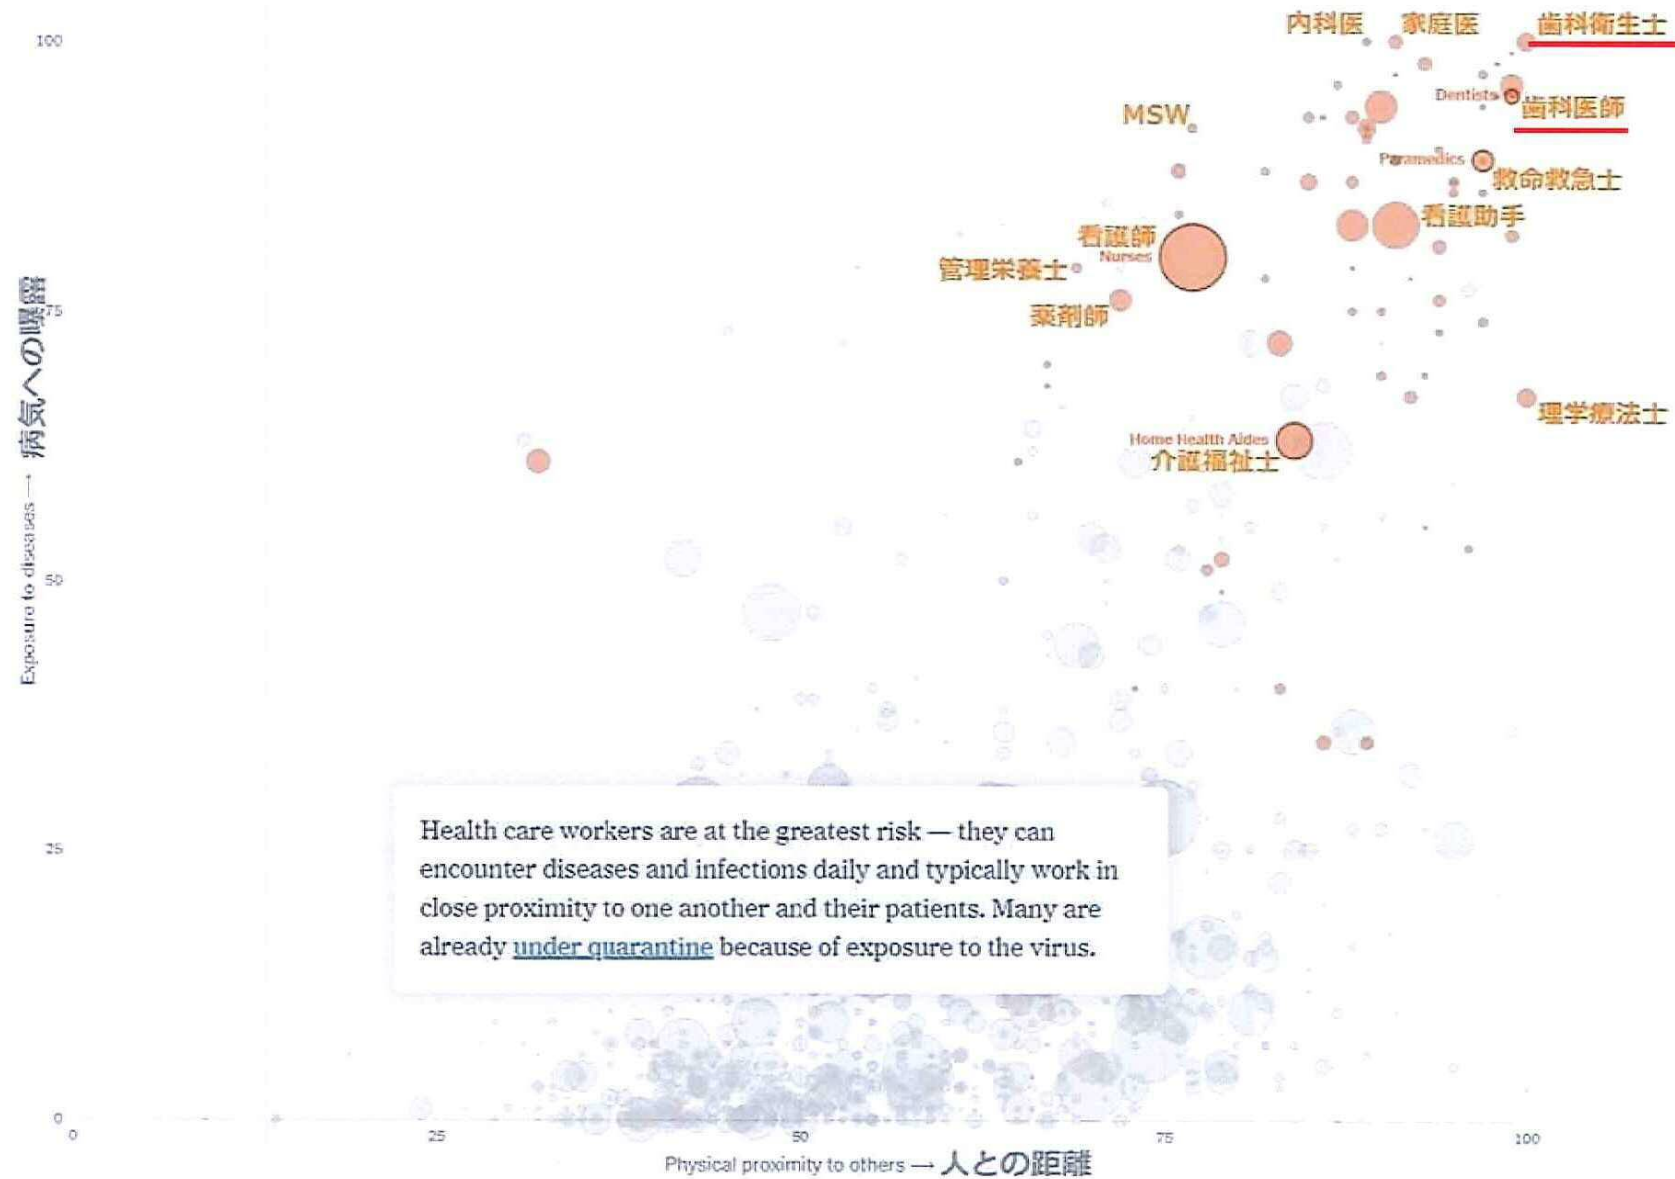 内科医 家庭医 歯科衛生士
100
Dentists
歯科医師
MSW
Paramedics
救命救急士
看護助手
看護師
Nurses
管理栄養士
薬剤師
75
理学療法士
Home Health Aides
介護福祉士
50
25
0
Exposure to diseases → 病気への曝露
Health care workers are at the greatest risk — they can
encounter diseases and infections daily and typically work in
close proximity to one another and their patients. Many are
already under quarantine because of exposure to the virus.
0 25 50 75 100
Physical proximity to others → 人との距離